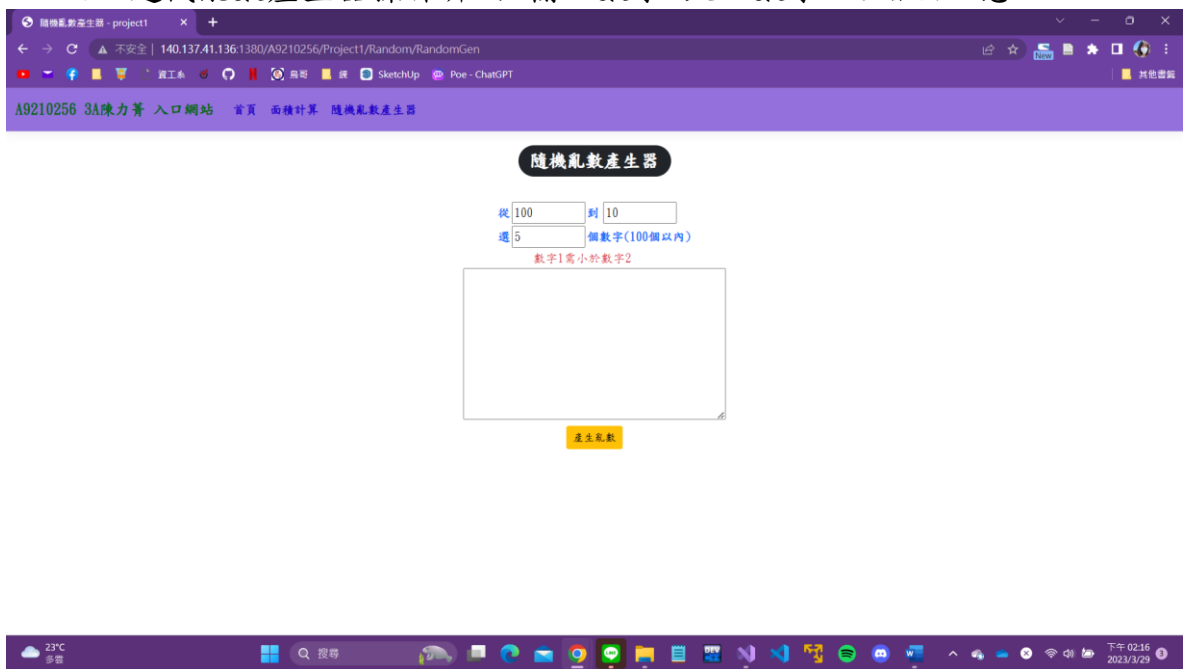 隨機亂數產生器 - project1
不安全 | 140.137.41.136:1380/A9210256/Project1/Random/RandomGen
New
資工系 烏哥 課 SketchUp Poe - ChatGPT 其他書籤
A9210256 3A陳力菁 入口網站 首頁 面積計算 隨機亂數產生器
隨機亂數產生器
從 100 到 10
選 5 個數字(100個以內)
數字1需小於數字2
產生亂數
23°C
多雲
搜尋
下午 02:16
2023/3/29